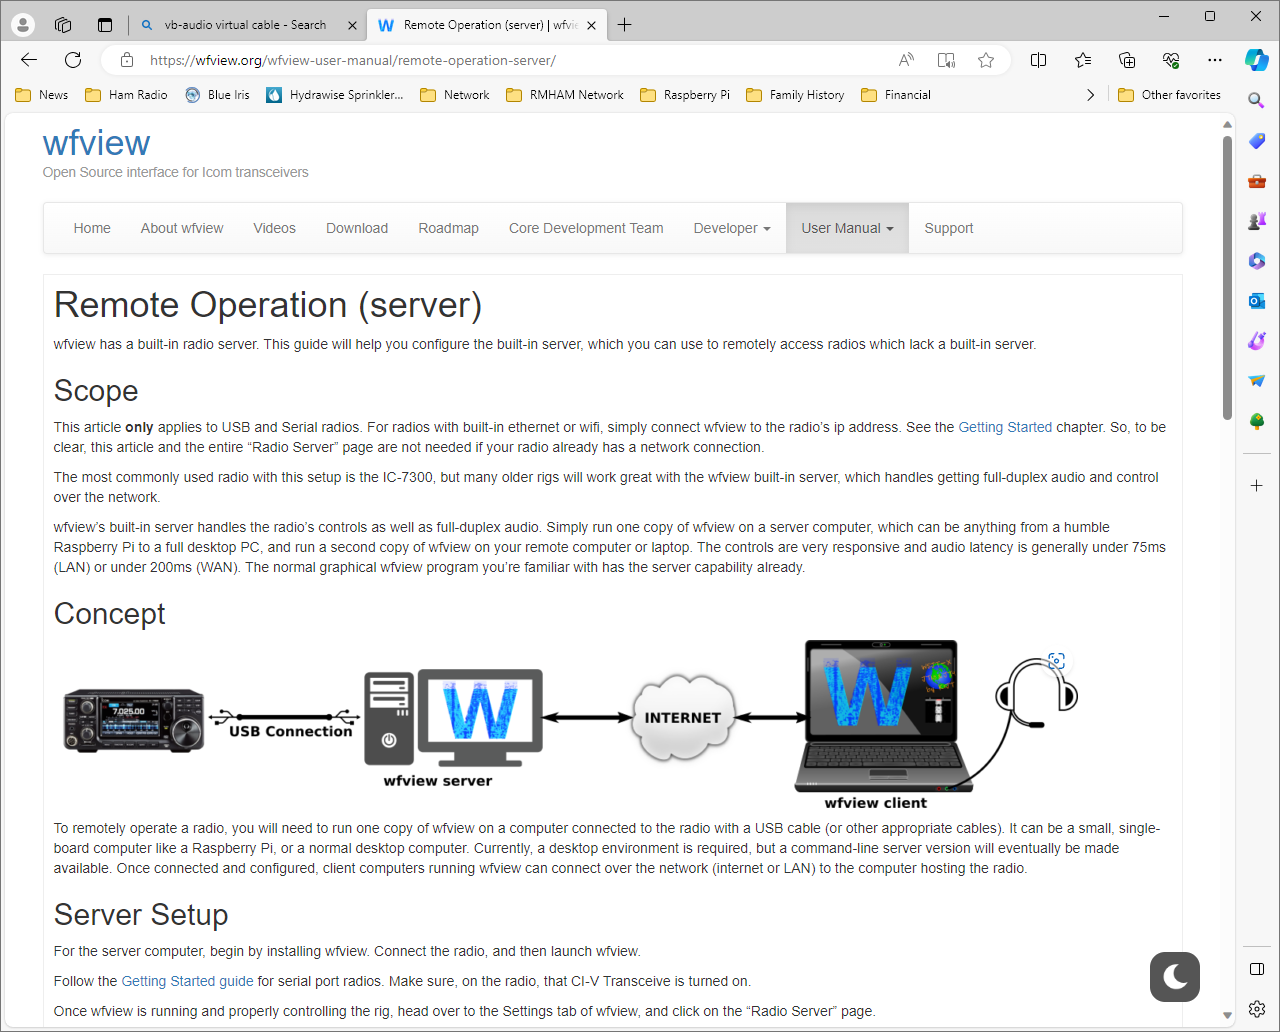 vb-audio virtual cable - Search
Remote Operation (server) | wfvie
https://wfview.org/wfview-user-manual/remote-operation-server/
News
Ham Radio
Blue Iris
Hydrawise Sprinkler...
Network
RMHAM Network
Raspberry Pi
Family History
Financial
Other favorites
wfview
Open Source interface for Icom transceivers
Home
About wfview
Videos
Download
Roadmap
Core Development Team
Developer
User Manual
Support
Remote Operation (server)
wfview has a built-in radio server. This guide will help you configure the built-in server, which you can use to remotely access radios which lack a built-in server.
Scope
This article only applies to USB and Serial radios. For radios with built-in ethernet or wifi, simply connect wfview to the radio’s ip address. See the Getting Started chapter. So, to be
clear, this article and the entire “Radio Server” page are not needed if your radio already has a network connection.
The most commonly used radio with this setup is the IC-7300, but many older rigs will work great with the wfview built-in server, which handles getting full-duplex audio and control
over the network.
wfview’s built-in server handles the radio’s controls as well as full-duplex audio. Simply run one copy of wfview on a server computer, which can be anything from a humble
Raspberry Pi to a full desktop PC, and run a second copy of wfview on your remote computer or laptop. The controls are very responsive and audio latency is generally under 75ms
(LAN) or under 200ms (WAN). The normal graphical wfview program you’re familiar with has the server capability already.
Concept
7,025.00
USB Connection
W
wfview server
INTERNET
W
wfview client
To remotely operate a radio, you will need to run one copy of wfview on a computer connected to the radio with a USB cable (or other appropriate cables). It can be a small, single-
board computer like a Raspberry Pi, or a normal desktop computer. Currently, a desktop environment is required, but a command-line server version will eventually be made
available. Once connected and configured, client computers running wfview can connect over the network (internet or LAN) to the computer hosting the radio.
Server Setup
For the server computer, begin by installing wfview. Connect the radio, and then launch wfview.
Follow the Getting Started guide for serial port radios. Make sure, on the radio, that CI-V Transceive is turned on.
Once wfview is running and properly controlling the rig, head over to the Settings tab of wfview, and click on the “Radio Server” page.